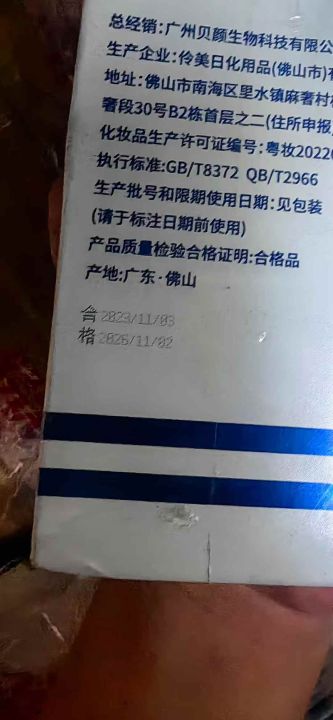 总经销:广州贝颜生物科技有限公
生产企业:伶美日化用品(佛山市)有
地址:佛山市南海区里水镇麻奢村
奢段30号B2栋首层之二(住所申报
化妆品生产许可证编号:粤妆2022
执行标准:GB/T8372 QB/T2966
生产批号和限期使用日期:见包装
(请于标注日期前使用)
产品质量检验合格证明:合格品
产地:广东·佛山
合 2023/11/03
格 2026/11/02